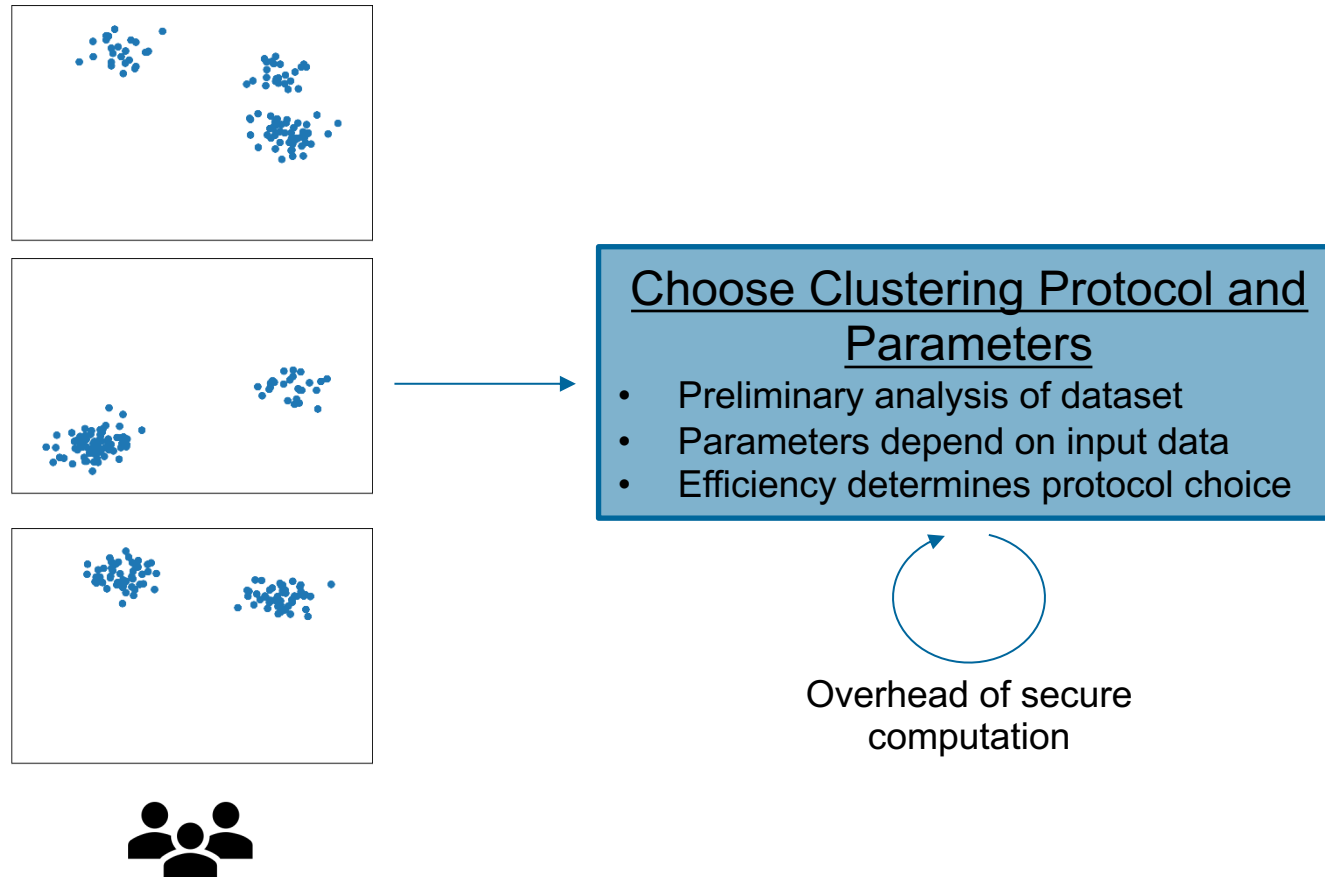 Choose Clustering Protocol and
Parameters
• Preliminary analysis of dataset
• Parameters depend on input data
• Efficiency determines protocol choice
Overhead of secure
computation